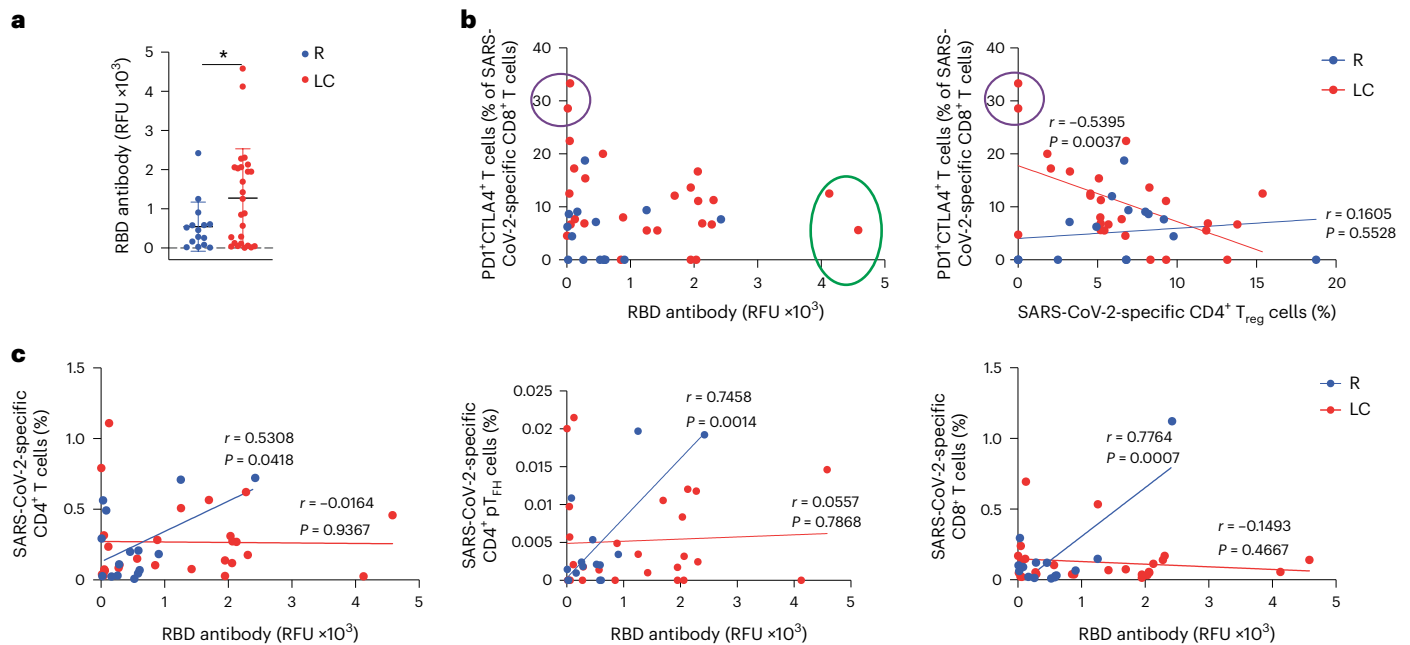 a
RBD antibody (RFU ×10³)
5
4
3
2
1
0
*
R
LC
b
PD1⁺CTLA4⁺ T cells (% of SARS-
CoV-2-specific CD8⁺ T cells)
40
30
20
10
0
0 1 2 3 4 5
RBD antibody (RFU ×10³)
PD1⁺CTLA4⁺ T cells (% of SARS-
CoV-2-specific CD8⁺ T cells)
40
30
20
10
0
r = –0.5395
P = 0.0037
r = 0.1605
P = 0.5528
0 5 10 15 20
SARS-CoV-2-specific CD4⁺ Treg cells (%)
R
LC
c
SARS-CoV-2-specific
CD4⁺ T cells (%)
1.5
1.0
0.5
0
r = 0.5308
P = 0.0418
r = –0.0164
P = 0.9367
0 1 2 3 4 5
RBD antibody (RFU ×10³)
SARS-CoV-2-specific
CD4⁺ pTFH cells (%)
0.025
0.02
0.015
0.010
0.005
0
r = 0.7458
P = 0.0014
r = 0.0557
P = 0.7868
0 1 2 3 4 5
RBD antibody (RFU ×10³)
SARS-CoV-2-specific
CD8⁺ T cells (%)
1.5
1.0
0.5
0
r = 0.7764
P = 0.0007
r = –0.1493
P = 0.4667
0 1 2 3 4 5
RBD antibody (RFU ×10³)
R
LC